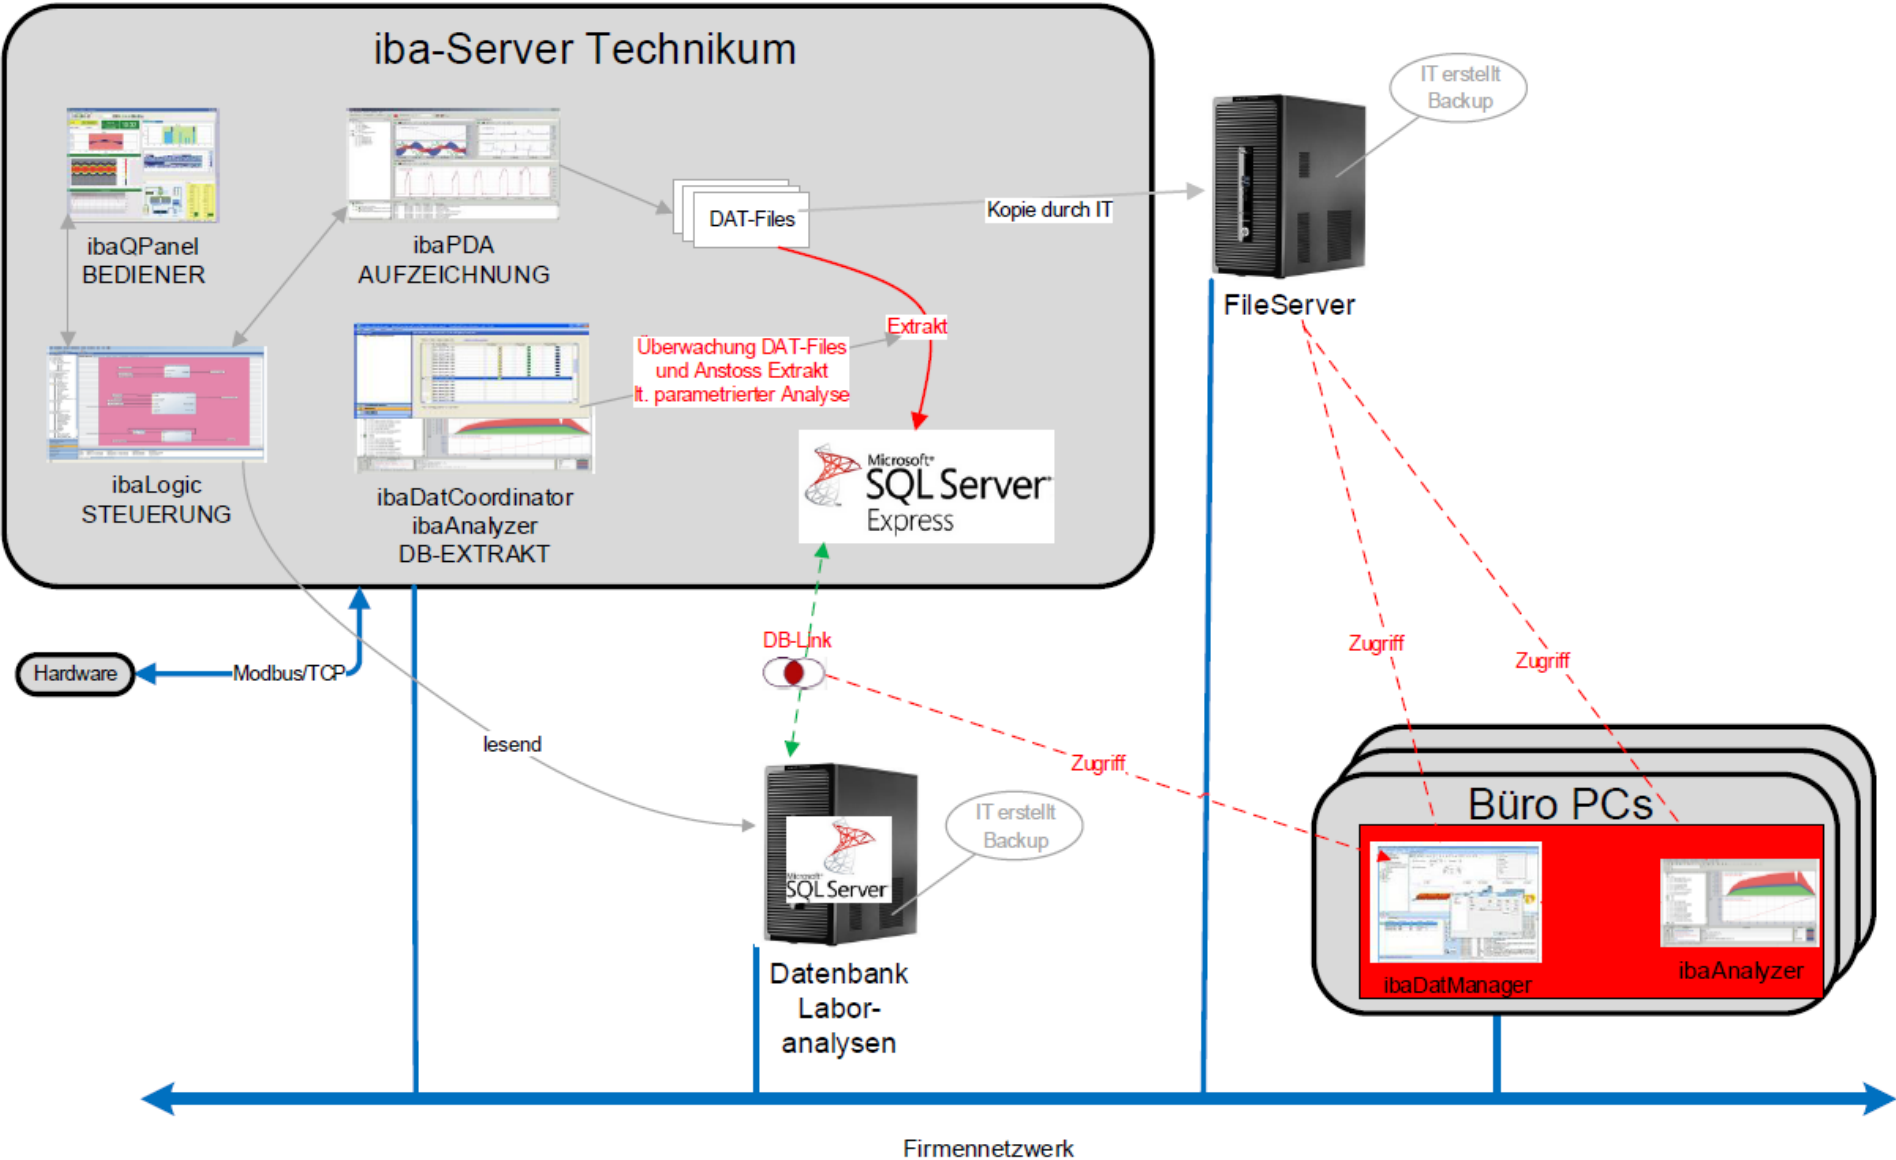 iba-Server Technikum
IT erstellt
Backup
ibaQPanel
BEDIENER
ibaPDA
AUFZEICHNUNG
DAT-Files
Kopie durch IT
FileServer
Extrakt
Überwachung DAT-Files
und Anstoss Extrakt
lt. parametrierter Analyse
ibaLogic
STEUERUNG
ibaDatCoordinator
ibaAnalyzer
DB-EXTRAKT
Microsoft®
SQL Server
Express
DB-Link
Hardware
Modbus/TCP
lesend
Zugriff
Zugriff
Zugriff
IT erstellt
Backup
Microsoft®
SQL Server
Datenbank
Labor-
analysen
Büro PCs
ibaDatManager
ibaAnalyzer
Firmennetzwerk